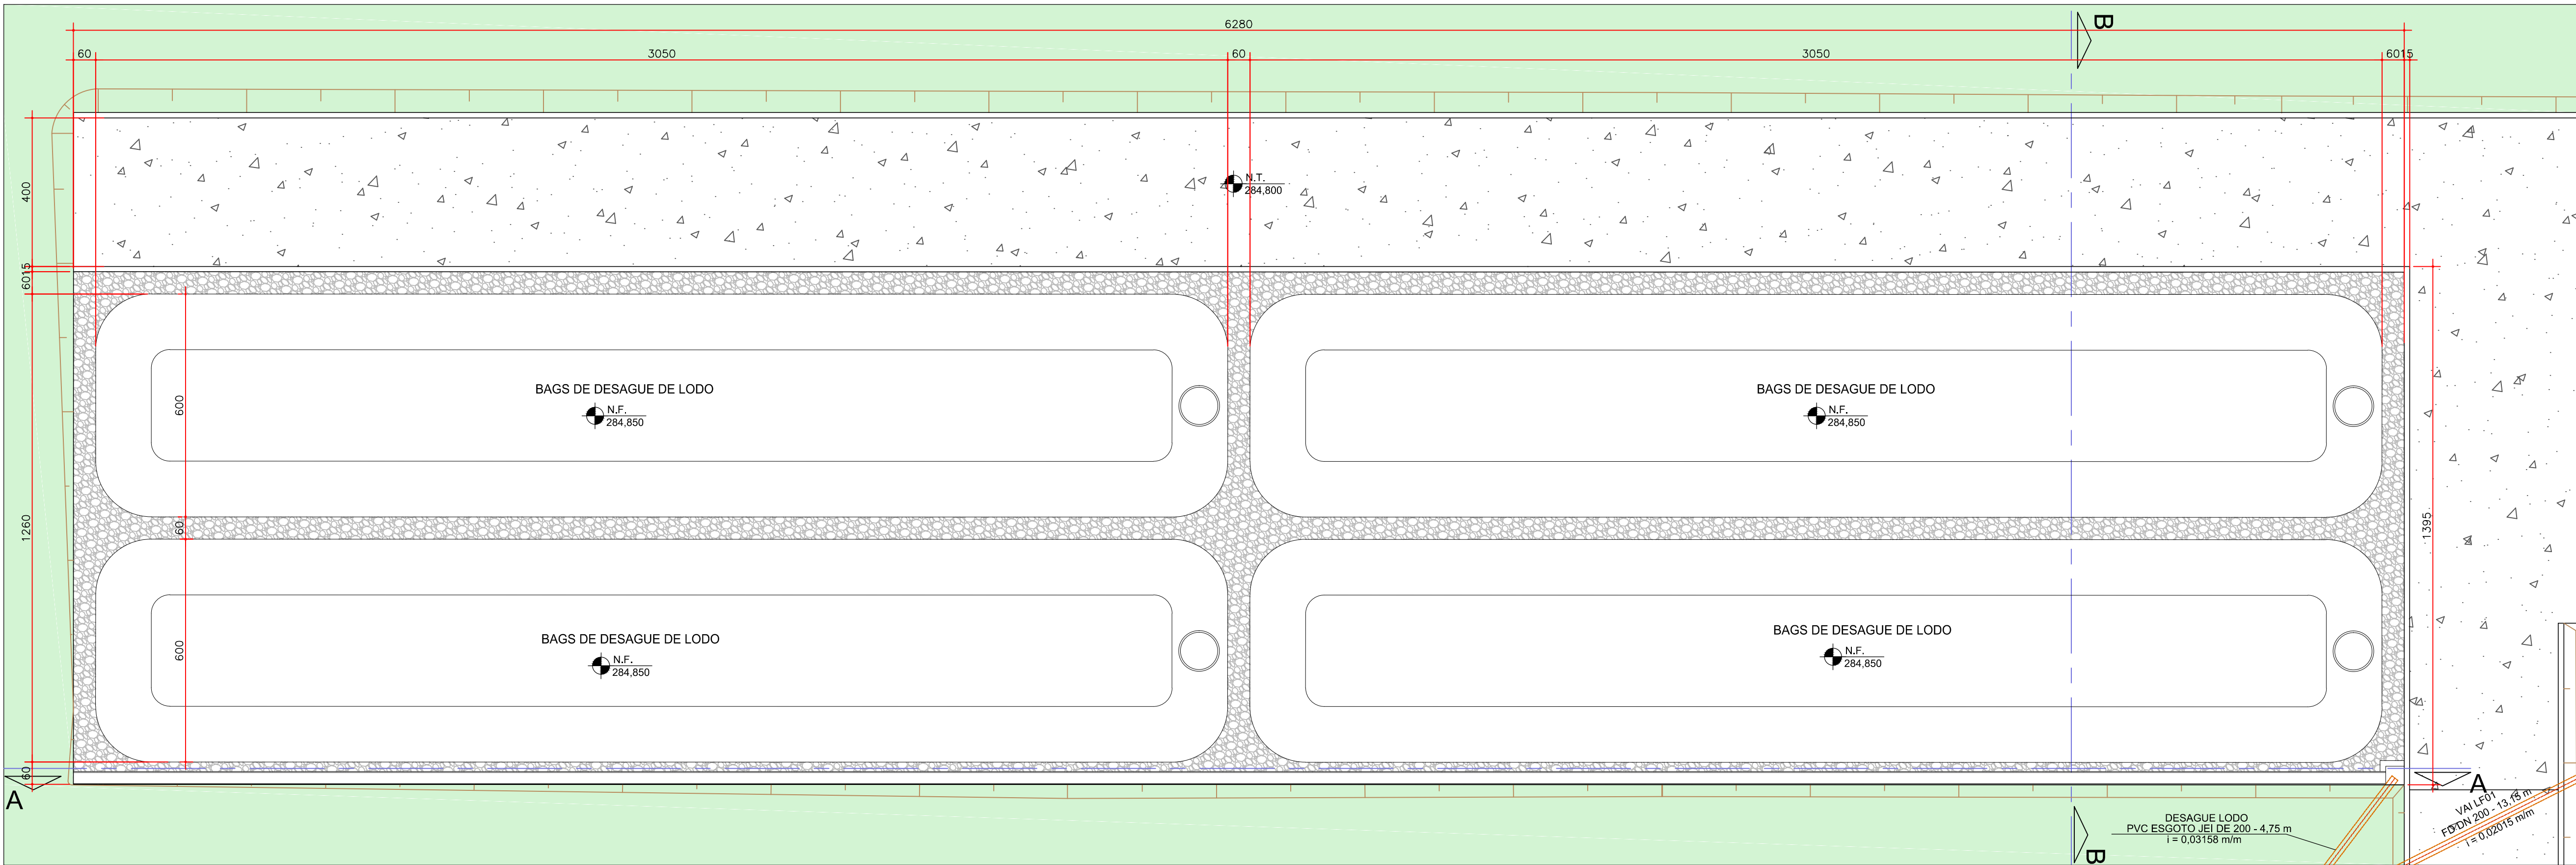 6280
B
60
3050
60
3050
6015
400
N.T.
284,800
6015
BAGS DE DESAGUE DE LODO
N.F.
284,850
600
BAGS DE DESAGUE DE LODO
N.F.
284,850
1260
60
1395
BAGS DE DESAGUE DE LODO
N.F.
284,850
600
BAGS DE DESAGUE DE LODO
N.F.
284,850
60
A
A
DESAGUE LODO
PVC ESGOTO JEI DE 200 - 4,75 m
i = 0,03158 m/m
B
VAI LF01
FD DN 200 - 13,15 m
i = 0,02015 m/m